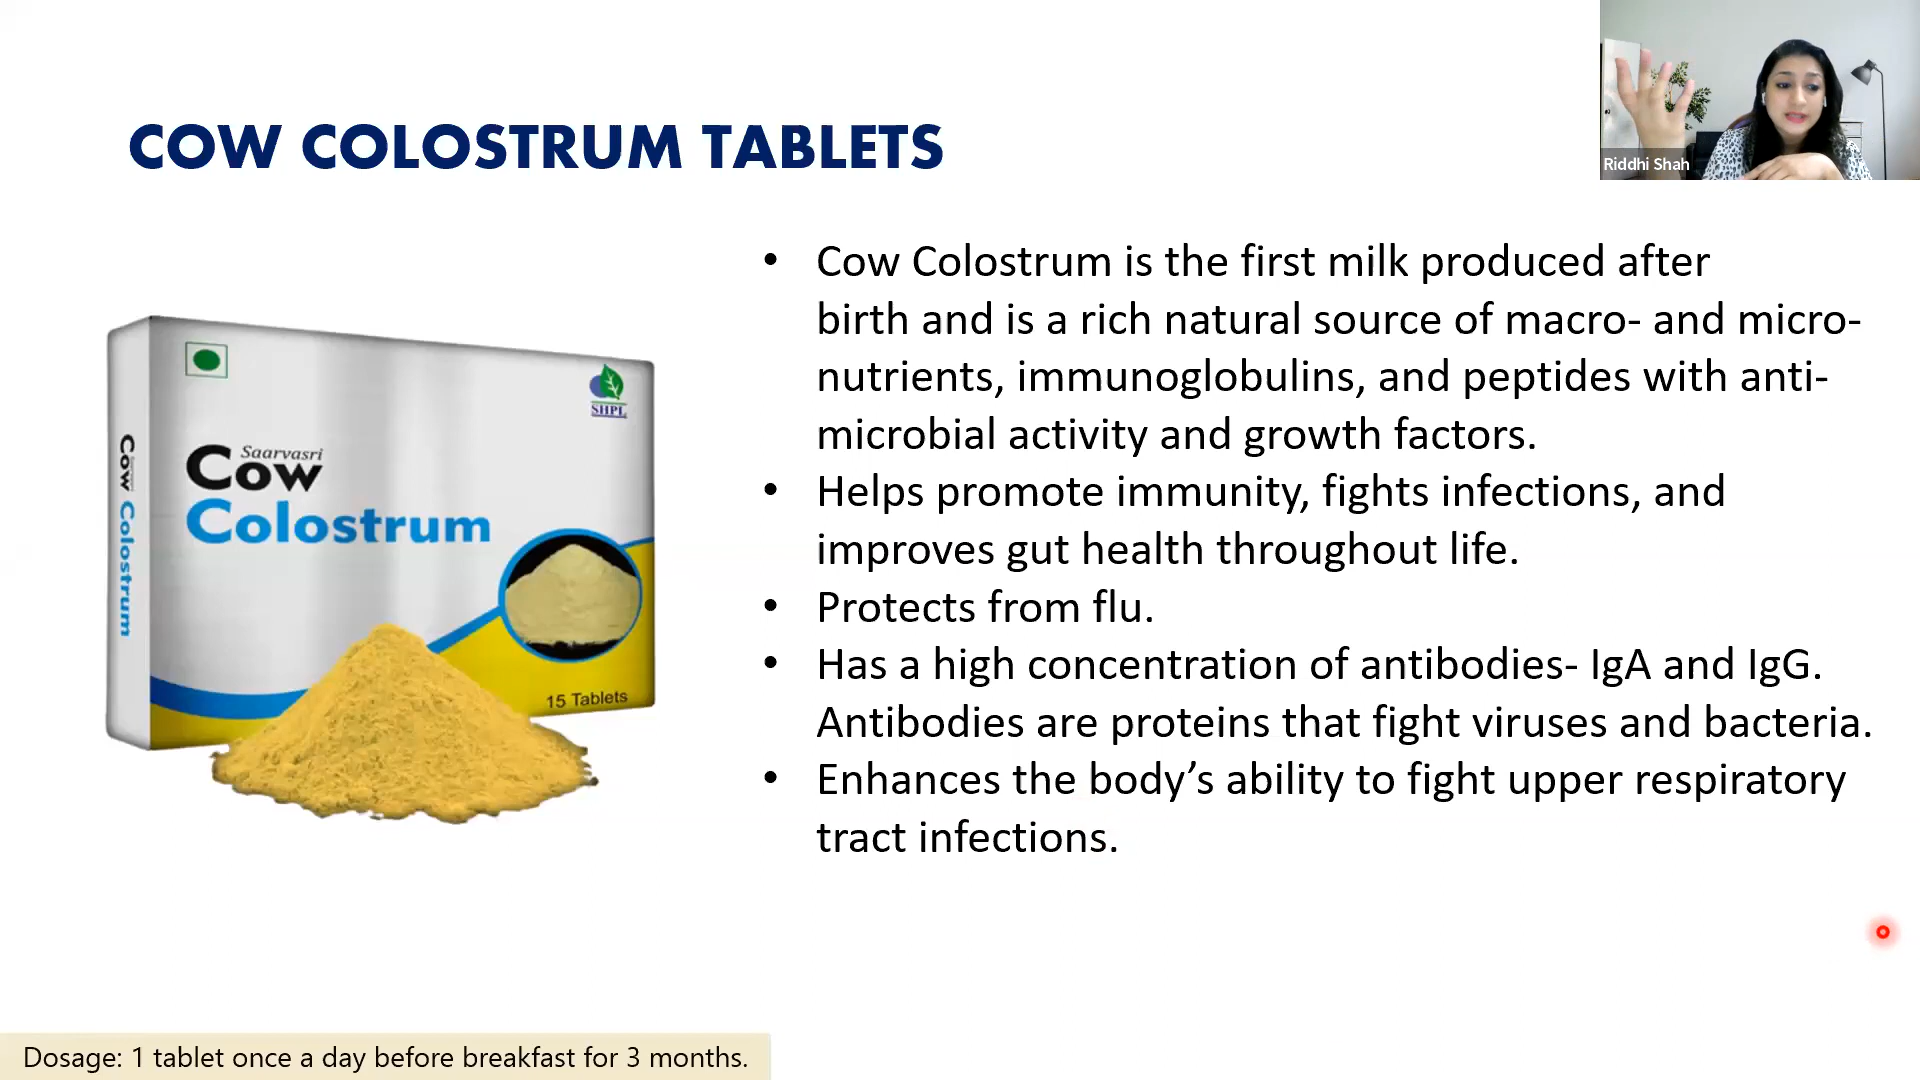 Riddhi Shah
COW COLOSTRUM TABLETS
• Cow Colostrum is the first milk produced after
birth and is a rich natural source of macro- and micro-
nutrients, immunoglobulins, and peptides with anti-
microbial activity and growth factors.
• Helps promote immunity, fights infections, and
improves gut health throughout life.
• Protects from flu.
• Has a high concentration of antibodies- IgA and IgG.
Antibodies are proteins that fight viruses and bacteria.
• Enhances the body’s ability to fight upper respiratory
tract infections.
SHPL
Saarvasri
Cow
Colostrum
15 Tablets
Cow Colostrum
Dosage: 1 tablet once a day before breakfast for 3 months.